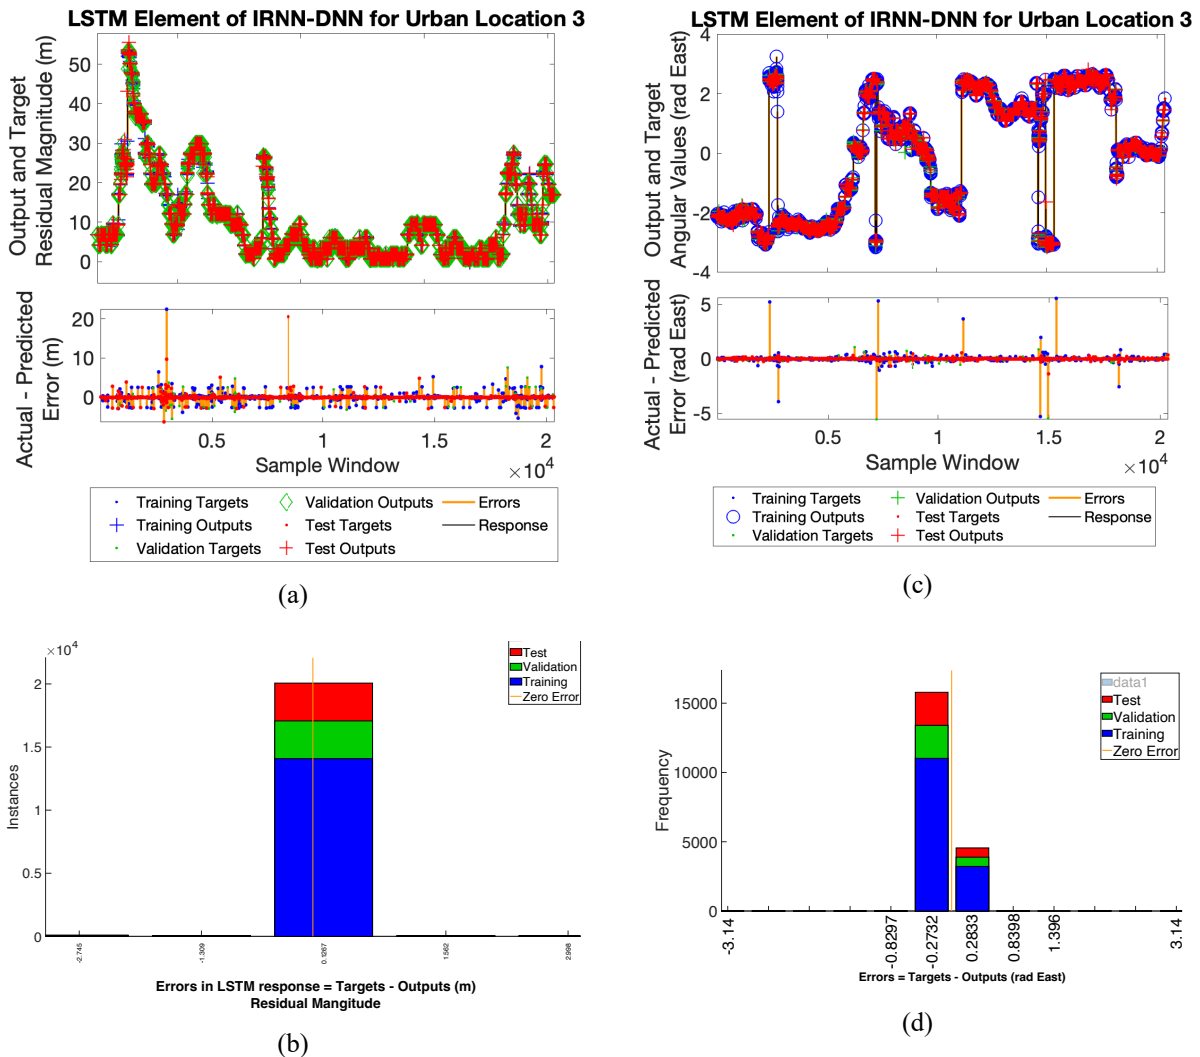 LSTM Element of IRNN-DNN for Urban Location 3
Output and Target
Residual Magnitude (m)
50
40
30
20
10
0
Actual - Predicted
Error (m)
20
10
0
0.5
1
1.5
2
Sample Window
×10^4
Training Targets
Training Outputs
Validation Targets
Validation Outputs
Test Targets
Test Outputs
Errors
Response
(a)
LSTM Element of IRNN-DNN for Urban Location 3
Output and Target
Angular Values (rad East)
4
2
0
-2
-4
Actual - Predicted
Error (rad East)
5
0
-5
0.5
1
1.5
2
Sample Window
×10^4
Training Targets
Training Outputs
Validation Targets
Validation Outputs
Test Targets
Test Outputs
Errors
Response
(c)
×10^4
Instances
2
1.5
1
0.5
0
Test
Validation
Training
Zero Error
-2.745
-1.309
0.1267
1.562
2.998
Errors in LSTM response = Targets - Outputs (m)
Residual Mangitude
(b)
Frequency
15000
10000
5000
0
data1
Test
Validation
Training
Zero Error
-3.14
-0.8297
-0.2732
0.2833
0.8398
1.396
3.14
Errors = Targets - Outputs (rad East)
(d)